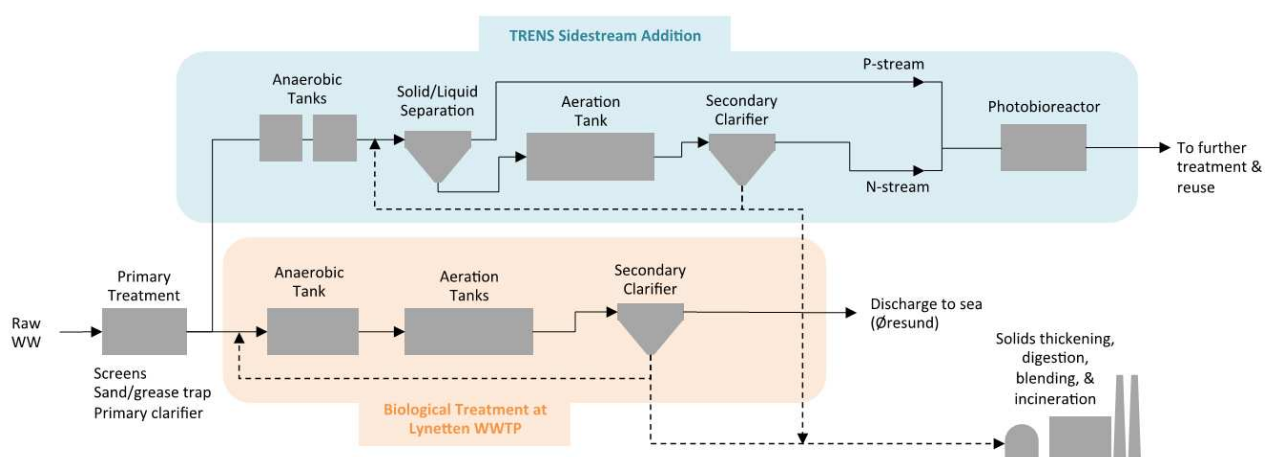 TRENS Sidestream Addition
Anaerobic
Tanks
Solid/Liquid
Separation
Aeration
Tank
Secondary
Clarifier
P-stream
N-stream
Photobioreactor
To further
treatment &
reuse
Raw
WW
Primary
Treatment
Screens
Sand/grease trap
Primary clarifier
Anaerobic
Tank
Aeration
Tanks
Secondary
Clarifier
Discharge to sea
(Øresund)
Biological Treatment at
Lynetten WWTP
Solids thickening,
digestion,
blending, &
incineration